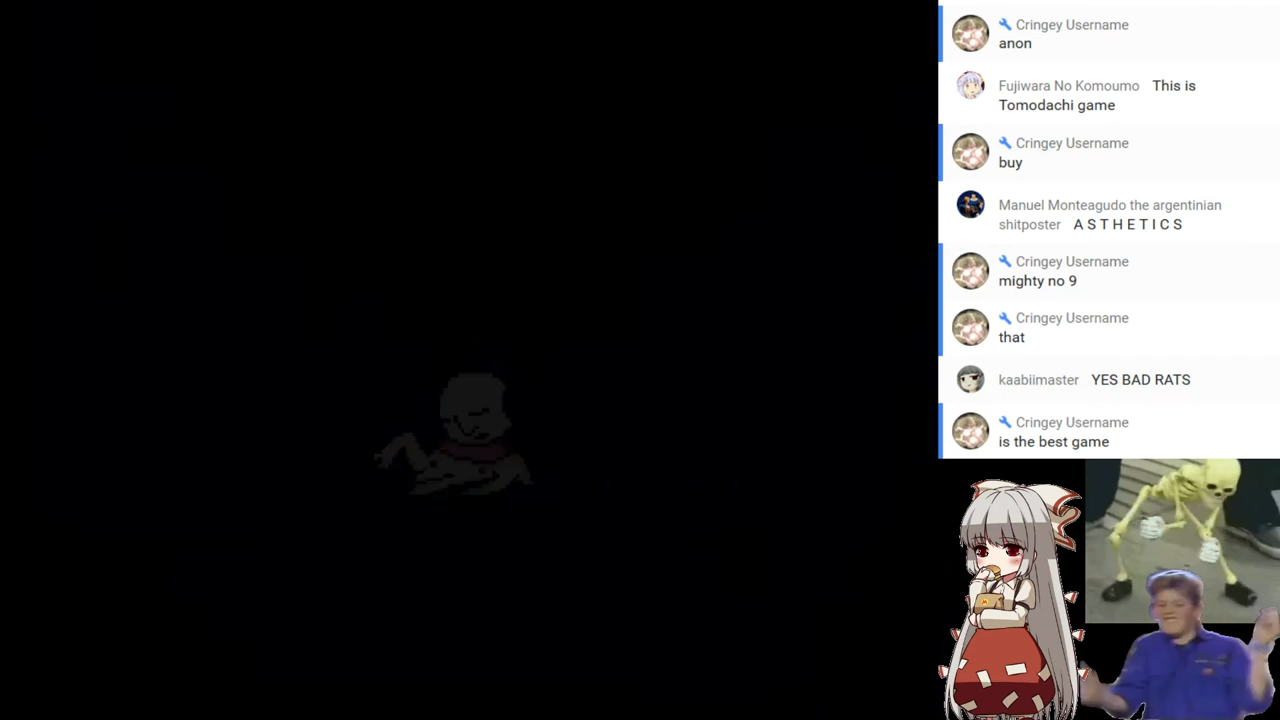 Cringey Username
anon
Fujiwara No Komoumo This is
Tomodachi game
Cringey Username
buy
Manuel Monteagudo the argentinian
shitposter A S T H E T I C S
Cringey Username
mighty no 9
Cringey Username
that
kaabiimaster YES BAD RATS
Cringey Username
is the best game